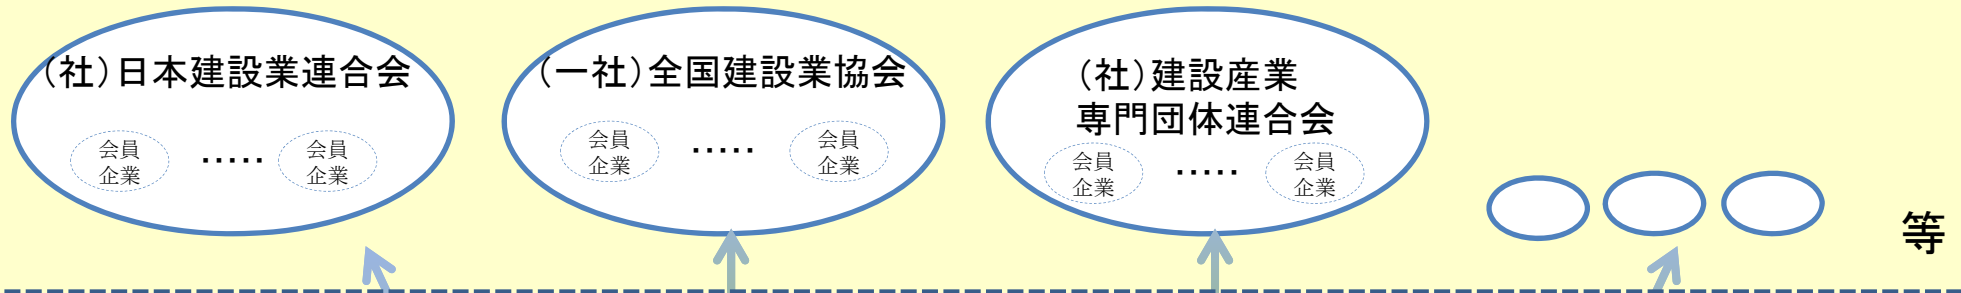 （社）日本建設業連合会
会員
企業
・・・・・
会員
企業
（一社）全国建設業協会
会員
企業
・・・・・
会員
企業
（社）建設産業
専門団体連合会
会員
企業
・・・・・
会員
企業
等